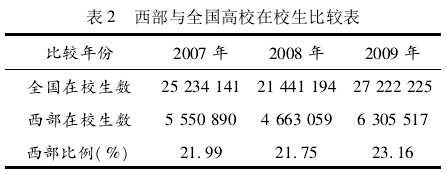 表 2 西部与全国高校在校生比较表
比较年份 2007 年 2008 年 2009 年
全国在校生数 25 234 141 21 441 194 27 222 225
西部在校生数 5 550 890 4 663 059 6 305 517
西部比例(%) 21.99 21.75 23.16